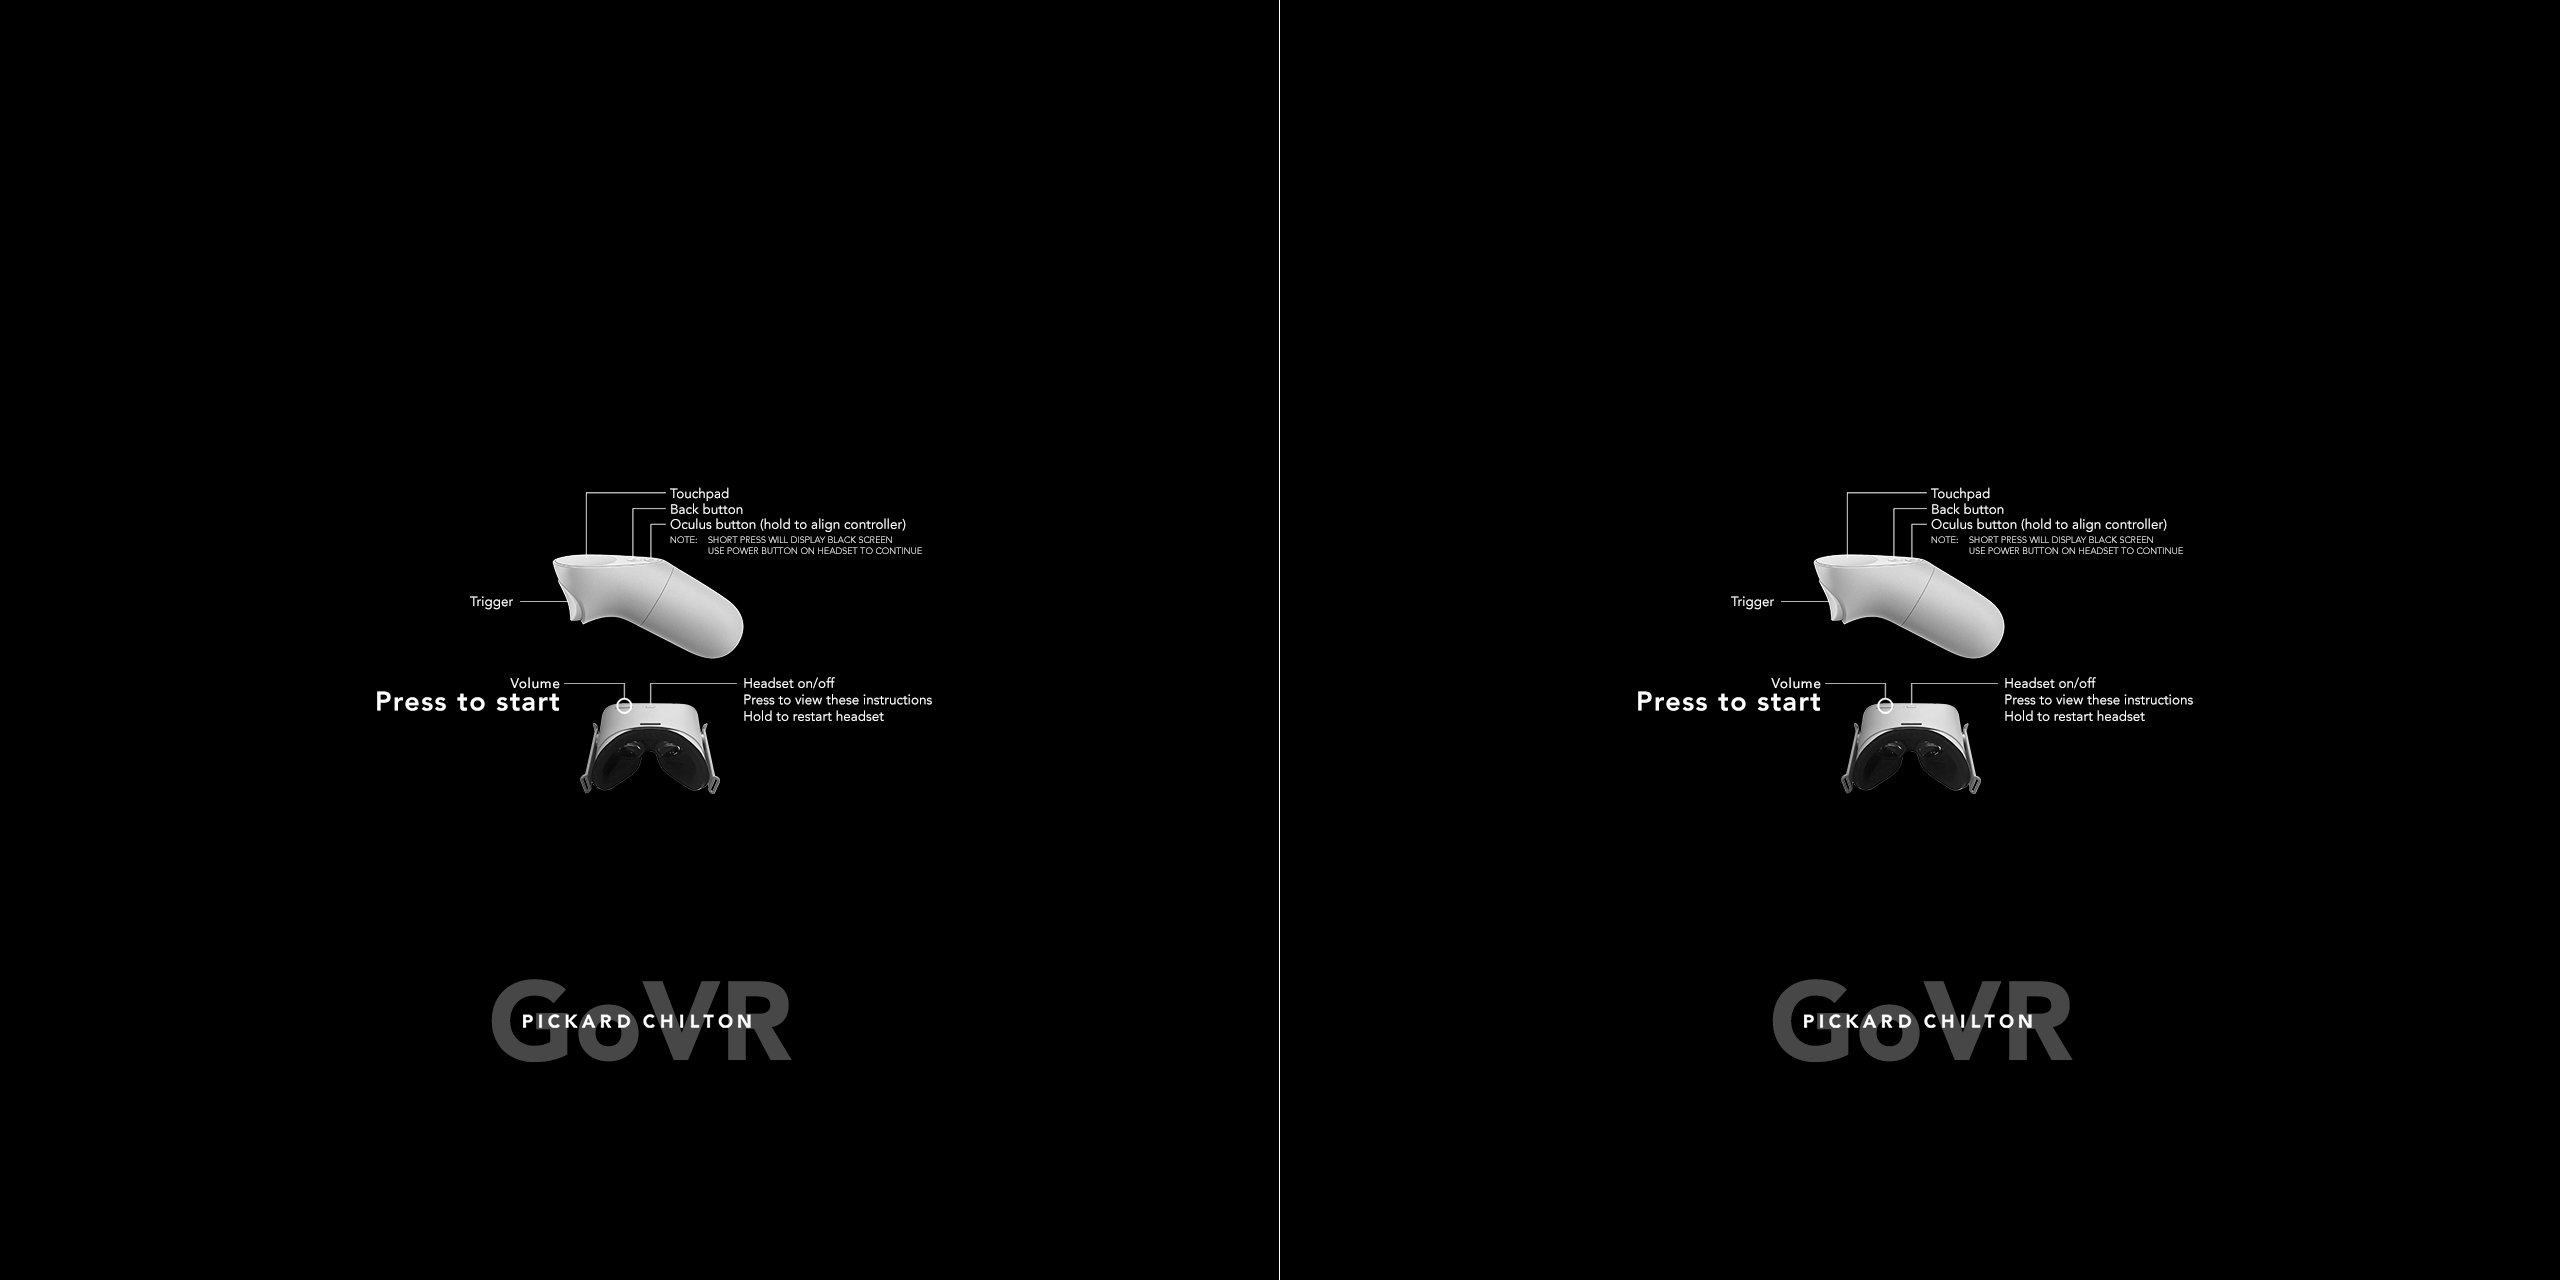 Touchpad
Back button
Oculus button (hold to align controller)
NOTE: SHORT PRESS WILL DISPLAY BLACK SCREEN
USE POWER BUTTON ON HEADSET TO CONTINUE
Trigger
Volume
Press to start
Headset on/off
Press to view these instructions
Hold to restart headset
GoVR
PICKARD CHILTON
Touchpad
Back button
Oculus button (hold to align controller)
NOTE: SHORT PRESS WILL DISPLAY BLACK SCREEN
USE POWER BUTTON ON HEADSET TO CONTINUE
Trigger
Volume
Press to start
Headset on/off
Press to view these instructions
Hold to restart headset
GoVR
PICKARD CHILTON